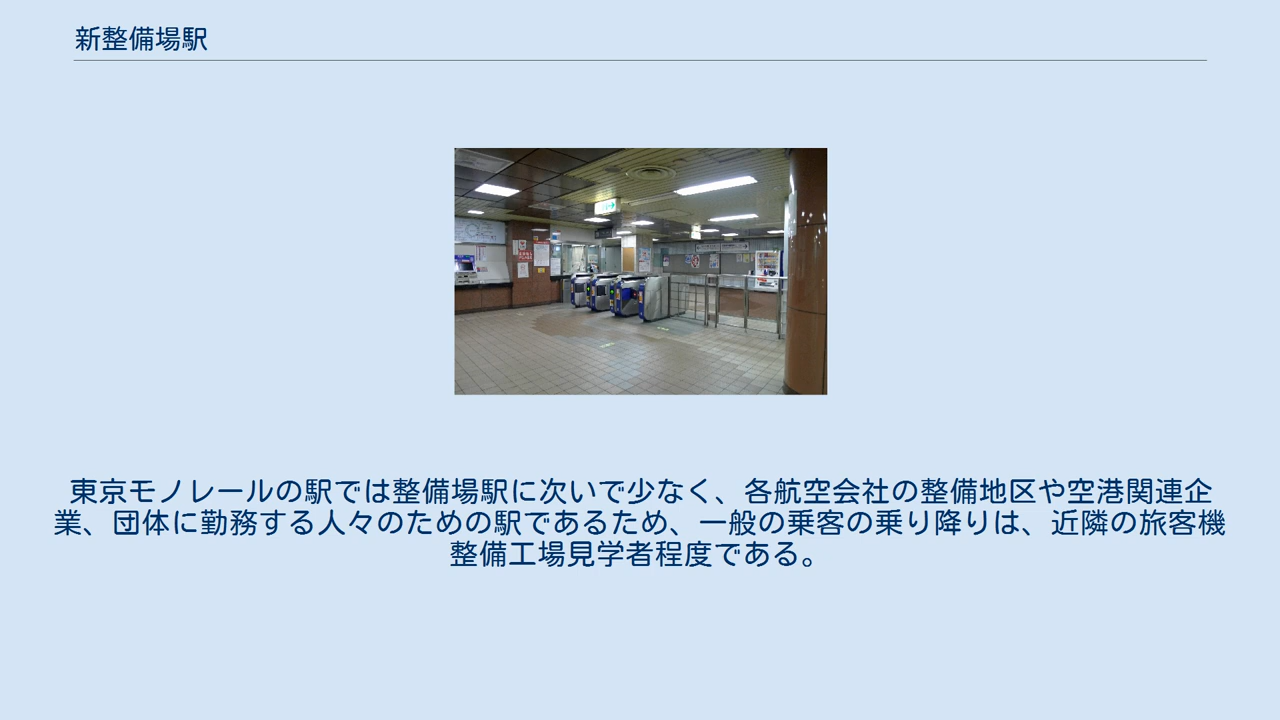 新整備場駅
東京モノレールの駅では整備場駅に次いで少なく、各航空会社の整備地区や空港関連企
業、団体に勤務する人々のための駅であるため、一般の乗客の乗り降りは、近隣の旅客機
整備工場見学者程度である。